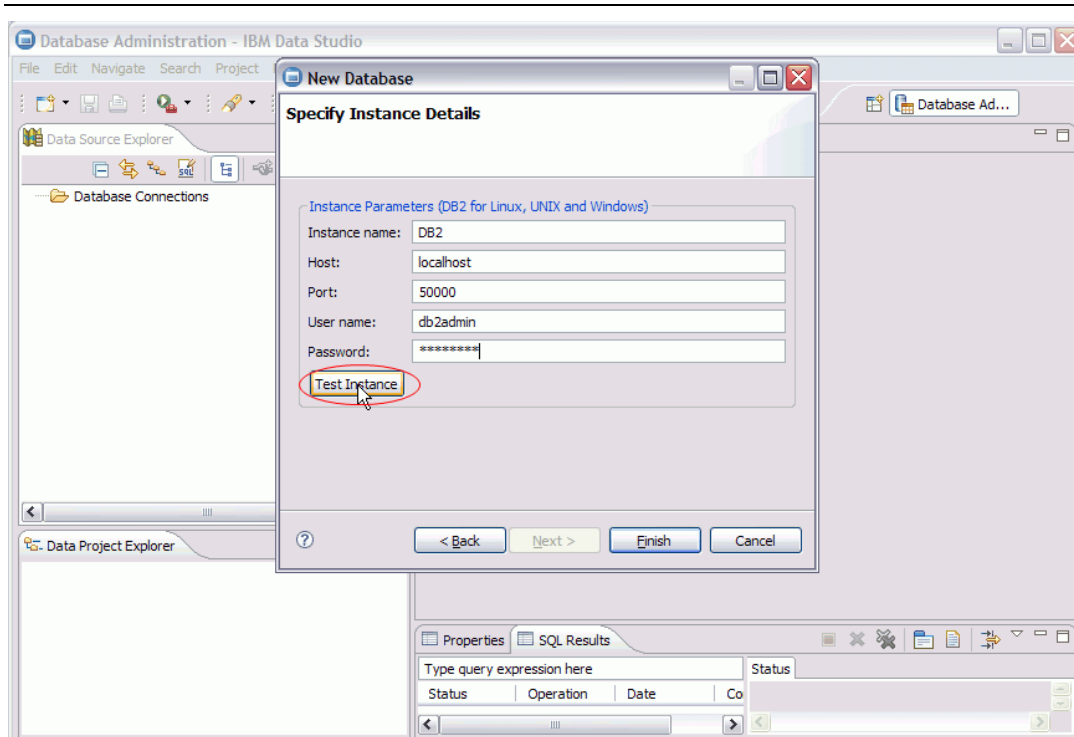 Database Administration - IBM Data Studio
File Edit Navigate Search Project
New Database
Specify Instance Details
Database Ad...
Data Source Explorer
SQL
Database Connections
Instance Parameters (DB2 for Linux, UNIX and Windows)
Instance name: DB2
Host: localhost
Port: 50000
User name: db2admin
Password: ********
Test Instance
< Back Next > Finish Cancel
Data Project Explorer
Properties SQL Results
Type query expression here Status
Status Operation Date Co